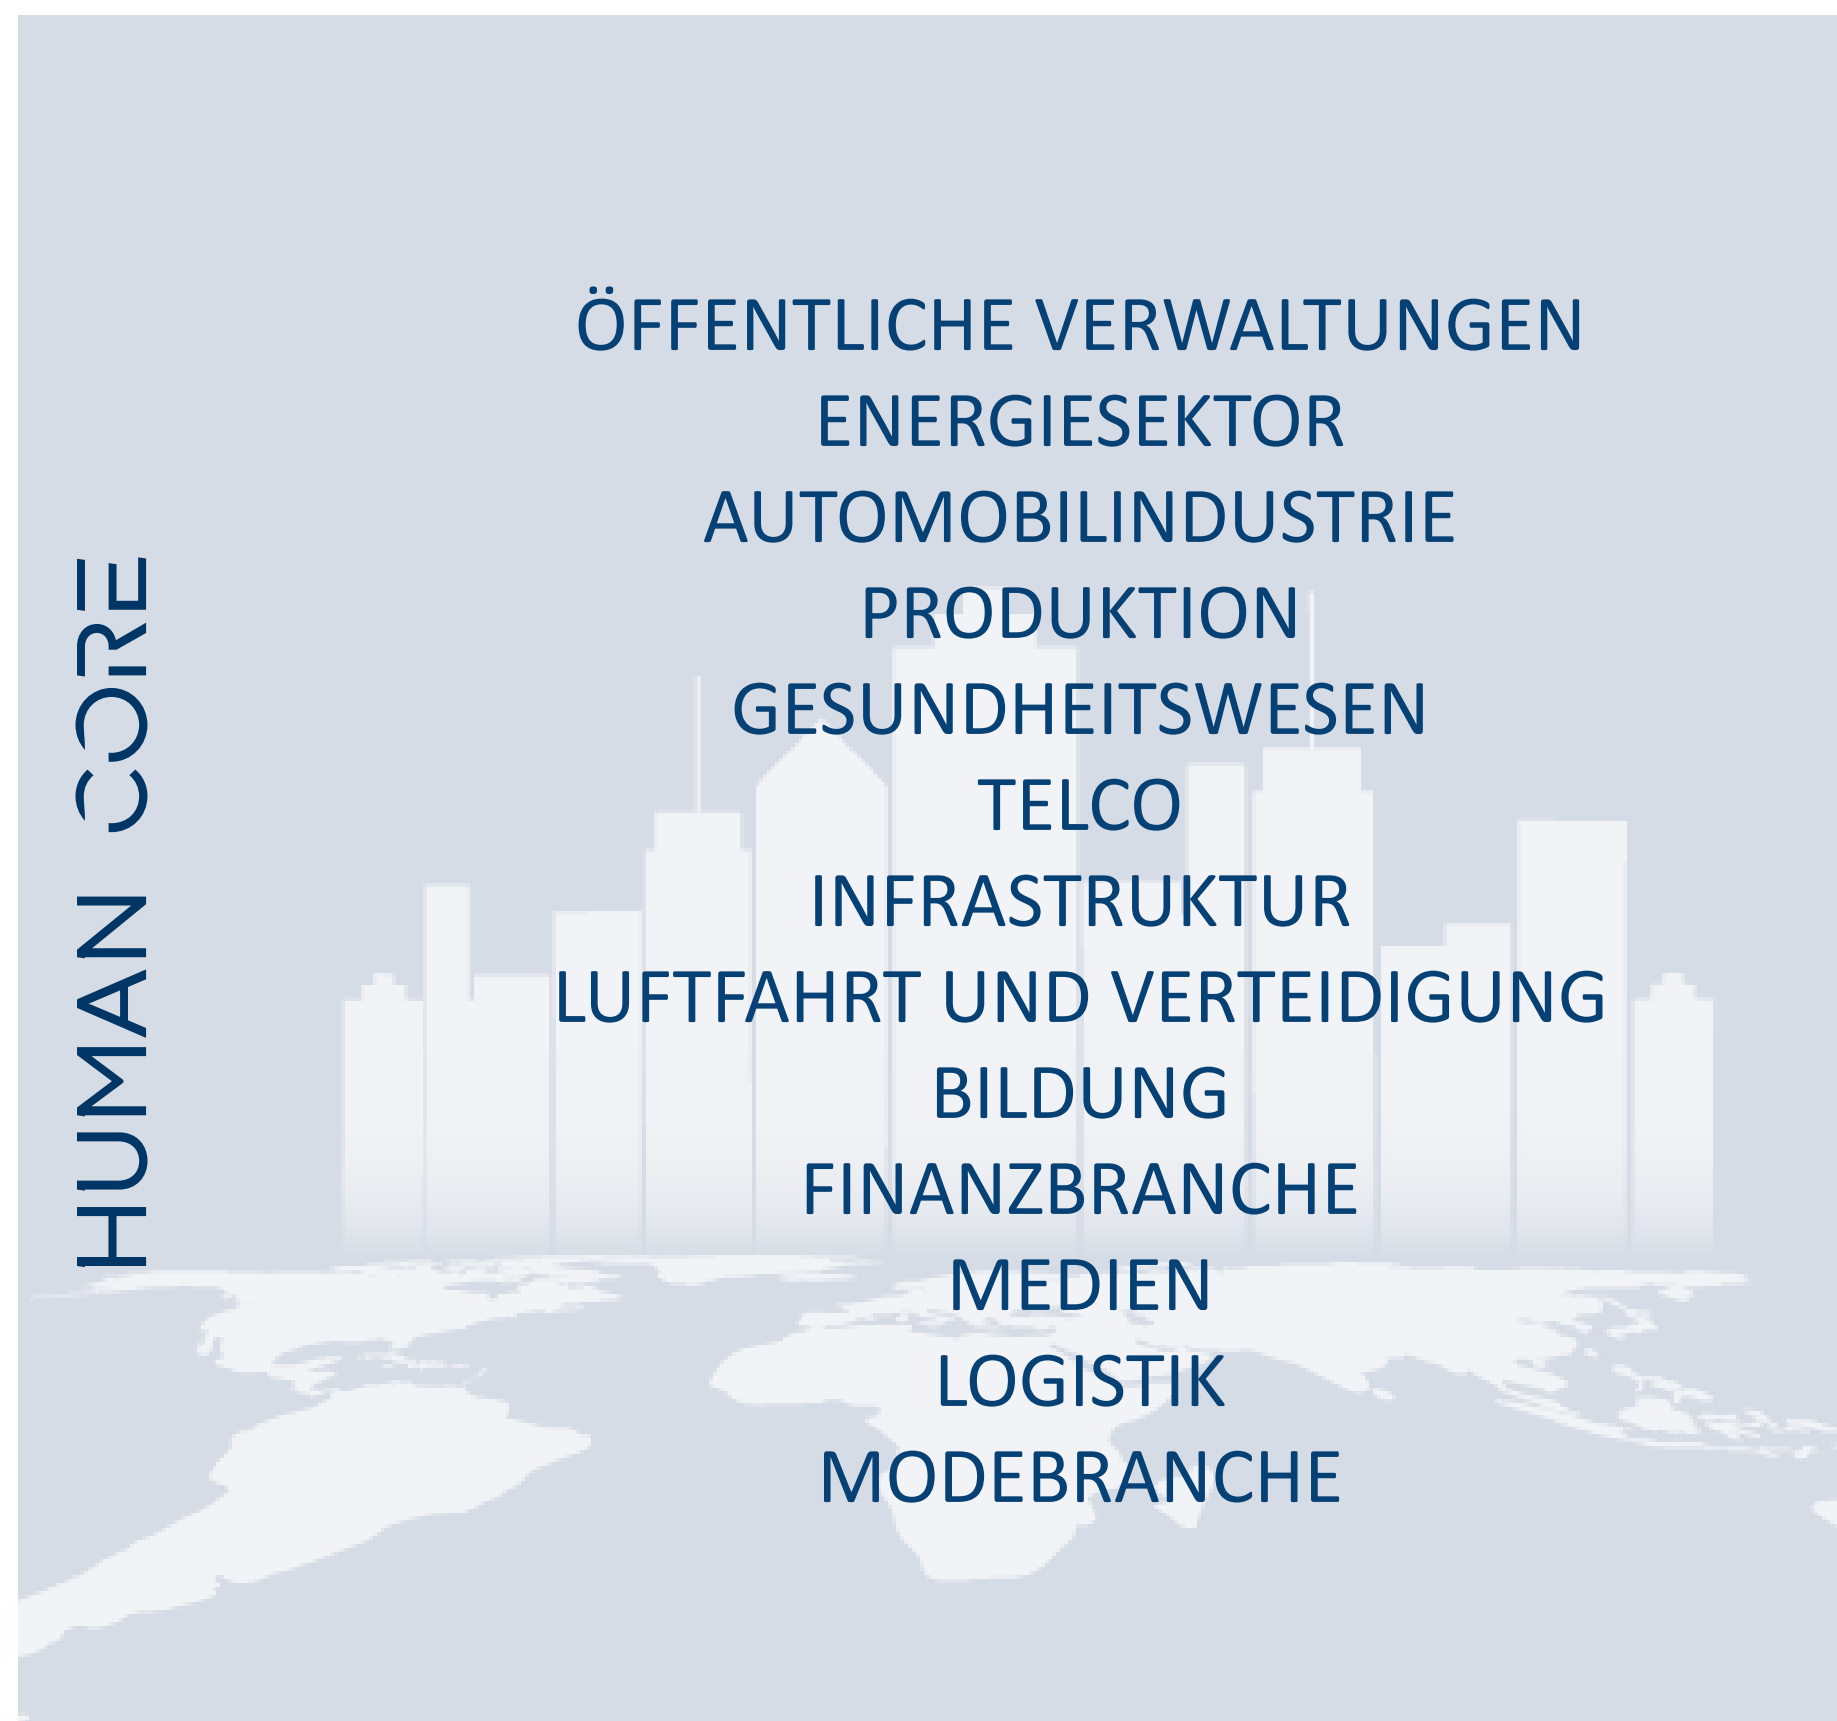 HUMAN CORE
ÖFFENTLICHE VERWALTUNGEN
ENERGIESEKTOR
AUTOMOBILINDUSTRIE
PRODUKTION
GESUNDHEITSWESEN
TELCO
INFRASTRUKTUR
LUFTFAHRT UND VERTEIDIGUNG
BILDUNG
FINANZBRANCHE
MEDIEN
LOGISTIK
MODEBRANCHE